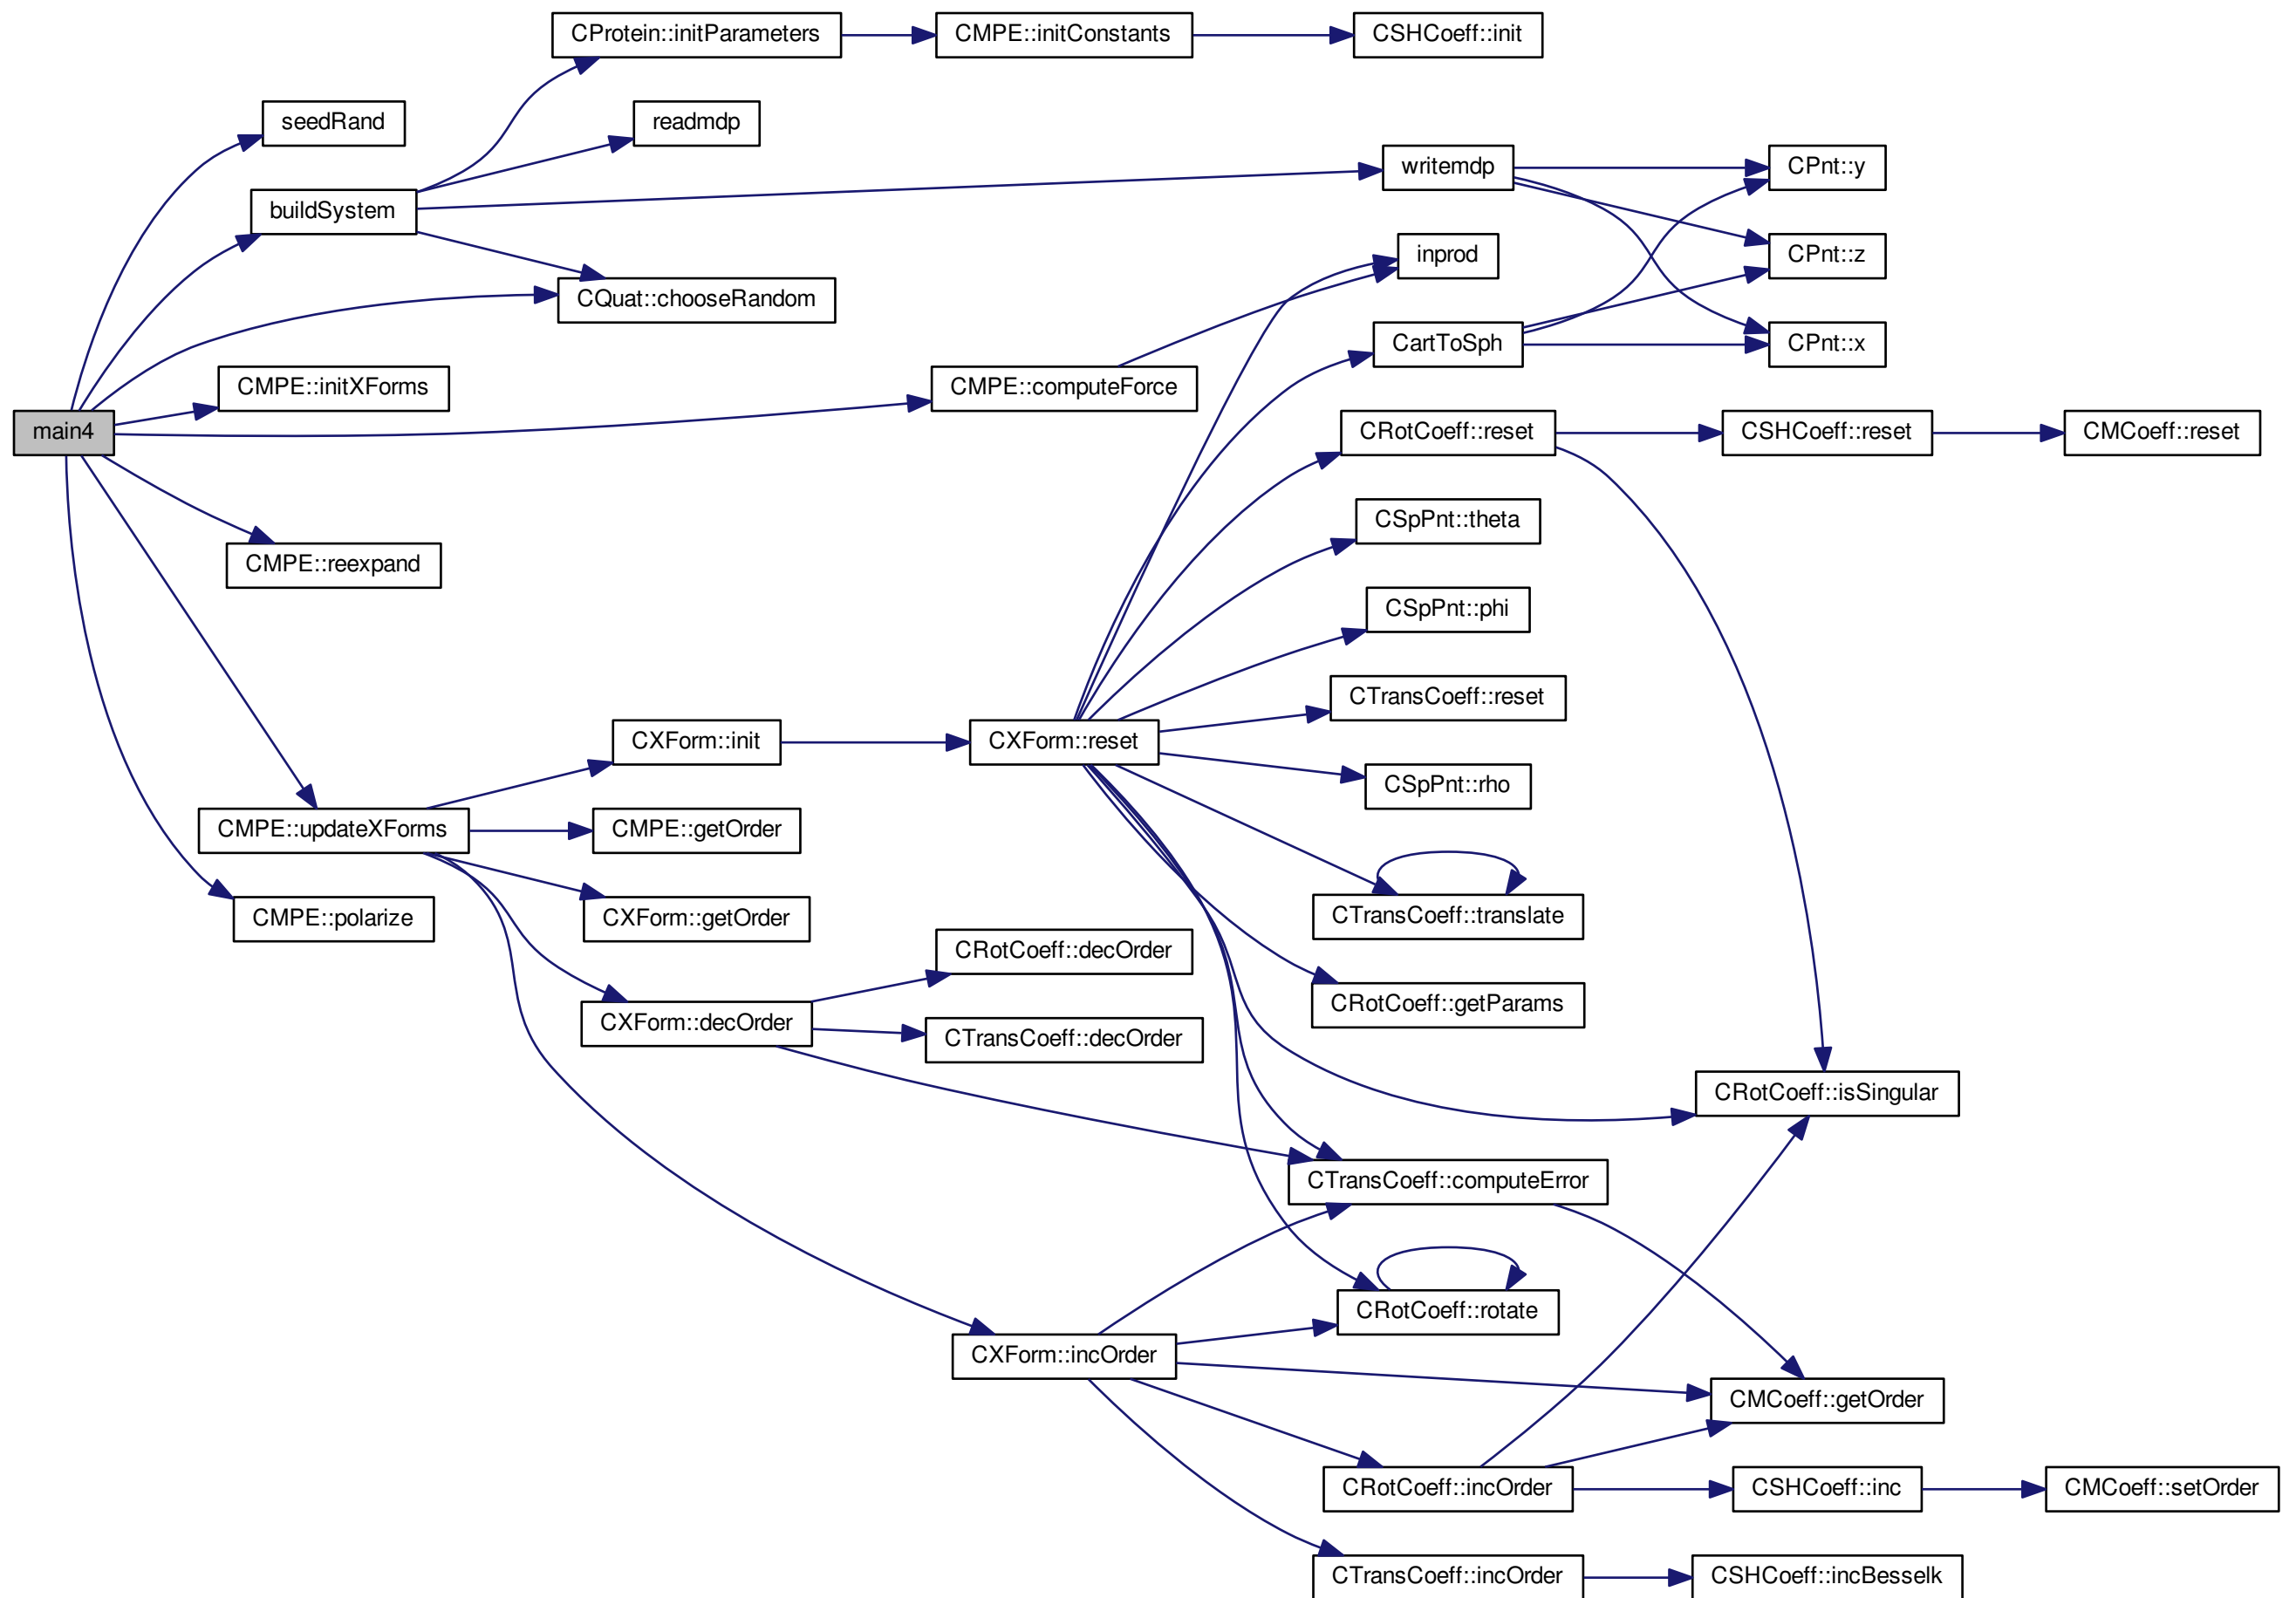 CProtein::initParameters
CMPE::initConstants
CSHCoeff::init
seedRand
readmdp
writemdp
CPnt::y
buildSystem
inprod
CPnt::z
CQuat::chooseRandom
CartToSph
CPnt::x
CMPE::initXForms
CMPE::computeForce
main4
CRotCoeff::reset
CSHCoeff::reset
CMCoeff::reset
CSpPnt::theta
CMPE::reexpand
CSpPnt::phi
CTransCoeff::reset
CXForm::init
CXForm::reset
CSpPnt::rho
CMPE::updateXForms
CMPE::getOrder
CMPE::polarize
CXForm::getOrder
CTransCoeff::translate
CRotCoeff::decOrder
CRotCoeff::getParams
CXForm::decOrder
CTransCoeff::decOrder
CRotCoeff::isSingular
CTransCoeff::computeError
CRotCoeff::rotate
CXForm::incOrder
CMCoeff::getOrder
CRotCoeff::incOrder
CSHCoeff::inc
CMCoeff::setOrder
CTransCoeff::incOrder
CSHCoeff::incBesselk